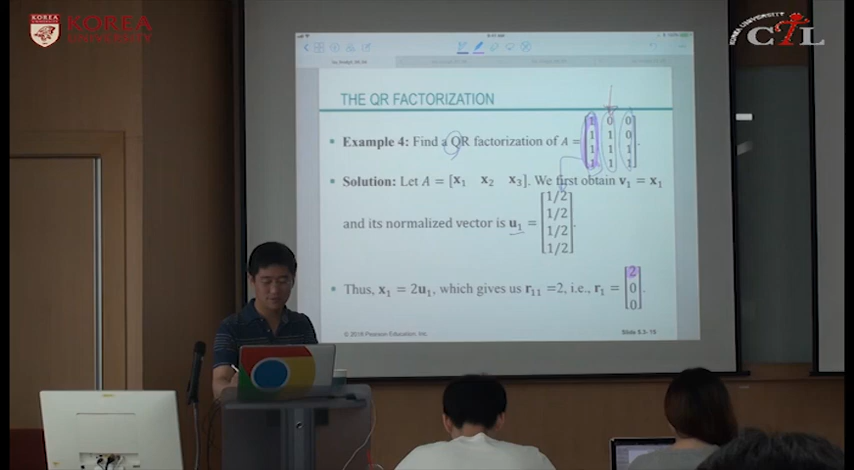 KOREA
UNIVERSITY
KOREA UNIVERSITY
CTL
THE QR FACTORIZATION
▪ Example 4: Find a QR factorization of A = [1 0 0
1 1 0
1 1 1
1 1 1].
▪ Solution: Let A = [x₁ x₂ x₃]. We first obtain v₁ = x₁
and its normalized vector is u₁ = [1/2
1/2
1/2
1/2].
▪ Thus, x₁ = 2u₁, which gives us r₁₁ =2, i.e., r₁ = [2
0
0].
© 2016 Pearson Education, Inc.
Slide 5.3- 15